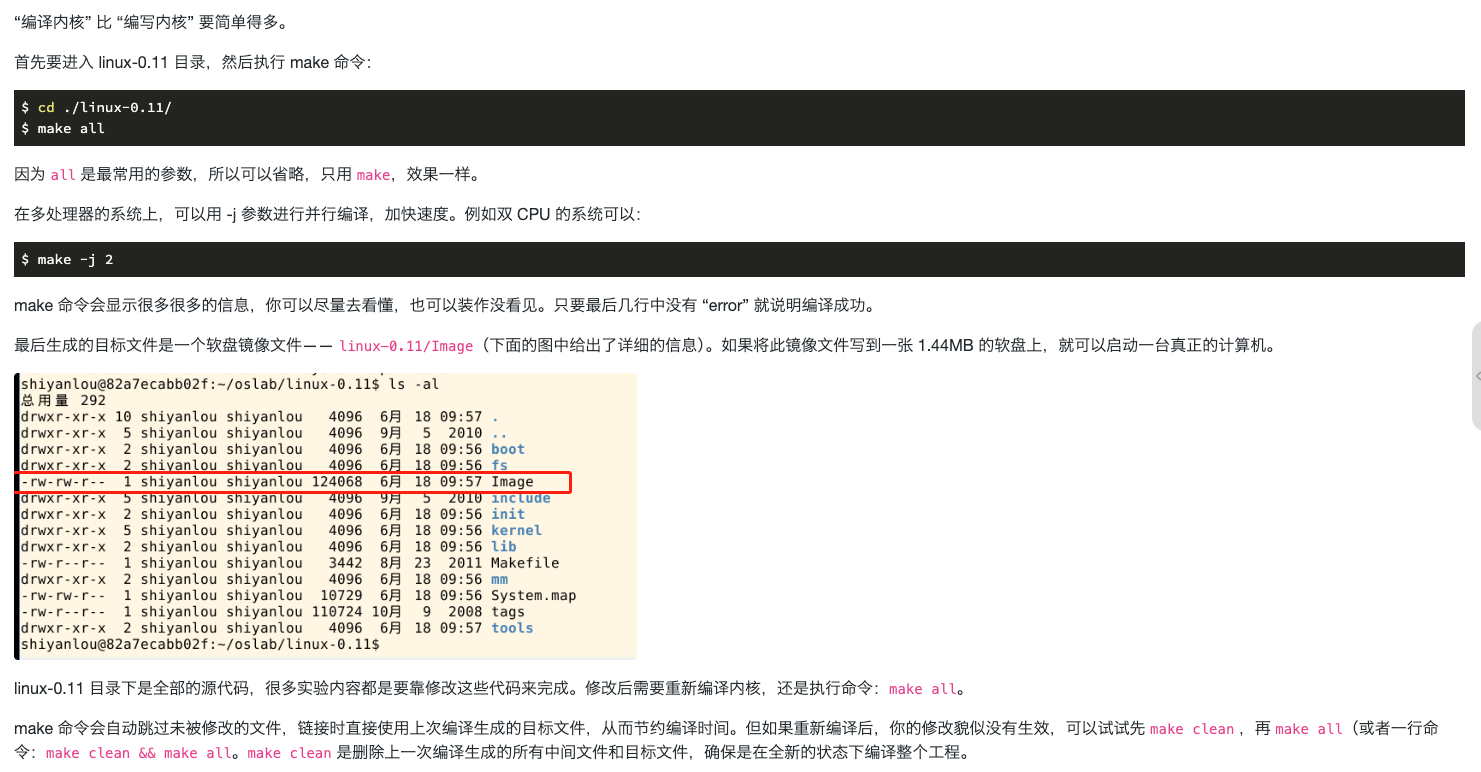 “编译内核” 比 “编写内核” 要简单得多。
首先要进入 linux-0.11 目录，然后执行 make 命令：
$ cd ./linux-0.11/
$ make all
因为 all 是最常用的参数，所以可以省略，只用 make，效果一样。
在多处理器的系统上，可以用 -j 参数进行并行编译，加快速度。例如双 CPU 的系统可以：
$ make -j 2
make 命令会显示很多很多的信息，你可以尽量去看懂，也可以装作没看见。只要最后几行中没有 “error” 就说明编译成功。
最后生成的目标文件是一个软盘镜像文件—— linux-0.11/Image（下面的图中给出了详细的信息）。如果将此镜像文件写到一张 1.44MB 的软盘上，就可以启动一台真正的计算机。
shiyanlou@82a7ecabb02f:~/oslab/linux-0.11$ ls -al
总用量 292
drwxr-xr-x 10 shiyanlou shiyanlou 4096 6月 18 09:57 .
drwxr-xr-x 5 shiyanlou shiyanlou 4096 9月 5 2010 ..
drwxr-xr-x 2 shiyanlou shiyanlou 4096 6月 18 09:56 boot
drwxr-xr-x 2 shiyanlou shiyanlou 4096 6月 18 09:56 fs
-rw-rw-r-- 1 shiyanlou shiyanlou 124068 6月 18 09:57 Image
drwxr-xr-x 5 shiyanlou shiyanlou 4096 9月 5 2010 include
drwxr-xr-x 2 shiyanlou shiyanlou 4096 6月 18 09:56 init
drwxr-xr-x 5 shiyanlou shiyanlou 4096 6月 18 09:56 kernel
drwxr-xr-x 2 shiyanlou shiyanlou 4096 6月 18 09:56 lib
-rw-r--r-- 1 shiyanlou shiyanlou 3442 8月 23 2011 Makefile
drwxr-xr-x 2 shiyanlou shiyanlou 4096 6月 18 09:56 mm
-rw-rw-r-- 1 shiyanlou shiyanlou 10729 6月 18 09:56 System.map
-rw-r--r-- 1 shiyanlou shiyanlou 110724 10月 9 2008 tags
drwxr-xr-x 2 shiyanlou shiyanlou 4096 6月 18 09:57 tools
shiyanlou@82a7ecabb02f:~/oslab/linux-0.11$
linux-0.11 目录下是全部的源代码，很多实验内容都是要靠修改这些代码来完成。修改后需要重新编译内核，还是执行命令：make all。
make 命令会自动跳过未被修改的文件，链接时直接使用上次编译生成的目标文件，从而节约编译时间。但如果重新编译后，你的修改貌似没有生效，可以试试先 make clean ，再 make all（或者一行命
令：make clean && make all。make clean 是删除上一次编译生成的所有中间文件和目标文件，确保是在全新的状态下编译整个工程。